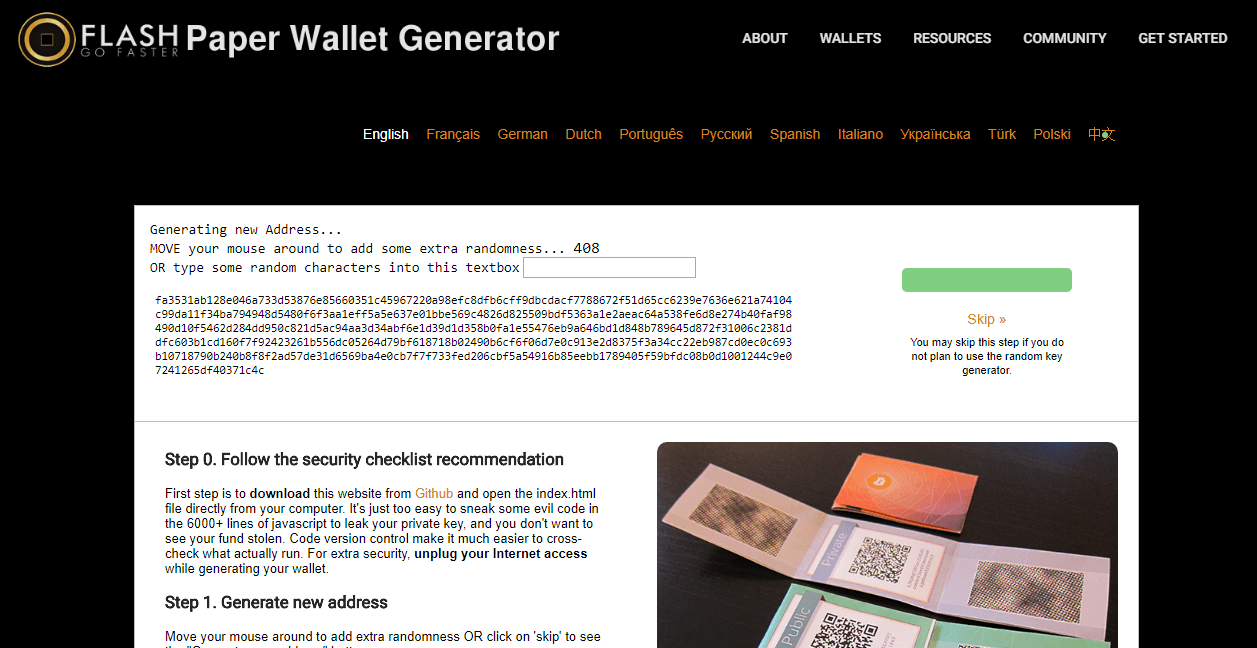 FLASH
GO FASTER
Paper Wallet Generator
ABOUT WALLETS RESOURCES COMMUNITY GET STARTED
English Français German Dutch Português Русский Spanish Italiano Українська Türk Polski 中文
Generating new Address...
MOVE your mouse around to add some extra randomness... 408
OR type some random characters into this textbox
fa3531ab128e046a733d53876e85660351c45967220a98efc8dfb6cff9dbcdacf7788672f51d65cc6239e7636e621a74104
c99da11f34ba794948d5480f6f3aa1eff5a5e637e01bbe569c4826d825509bdf5363a1e2aeac64a538fe6d8e274b40faf98
490d10f5462d284dd950c821d5ac94aa3d34abf6e1d39d1d358b0fa1e55476eb9a646bd1d848b789645d872f31006c2381d
dfc603b1cd160f7f92423261b556dc05264d79bf618718b02490b6cf6f06d7e0c913e2d8375f3a34cc22eb987cd0ec0c693
b10718790b240b8f8f2ad57de31d6569ba4e0cb7f7f733fed206cbf5a54916b85eebb1789405f59bfdc08b0d1001244c9e0
7241265df40371c4c
Skip »
You may skip this step if you do
not plan to use the random key
generator.
Step 0. Follow the security checklist recommendation
First step is to download this website from Github and open the index.html
file directly from your computer. It's just too easy to sneak some evil code in
the 6000+ lines of javascript to leak your private key, and you don't want to
see your fund stolen. Code version control make it much easier to cross-
check what actually run. For extra security, unplug your Internet access
while generating your wallet.
Step 1. Generate new address
Move your mouse around to add extra randomness OR click on 'skip' to see
Private
Public